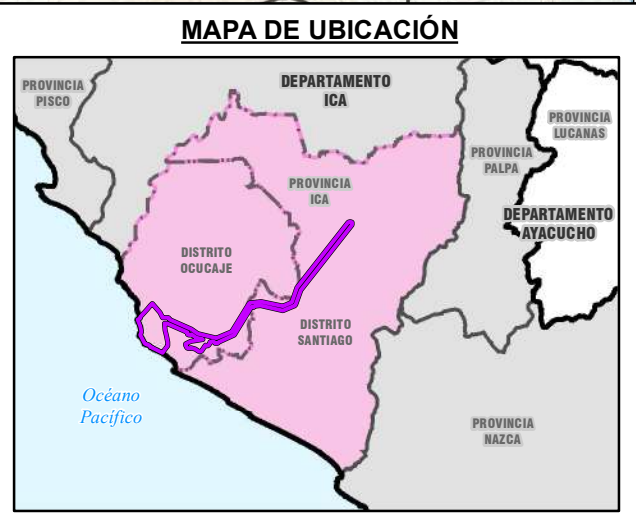 MAPA DE UBICACIÓN
PROVINCIA
PISCO
DEPARTAMENTO
ICA
PROVINCIA
LUCANAS
PROVINCIA
PALPA
PROVINCIA
ICA
DEPARTAMENTO
AYACUCHO
DISTRITO
OCUCAJE
DISTRITO
SANTIAGO
Océano
Pacífico
PROVINCIA
NAZCA